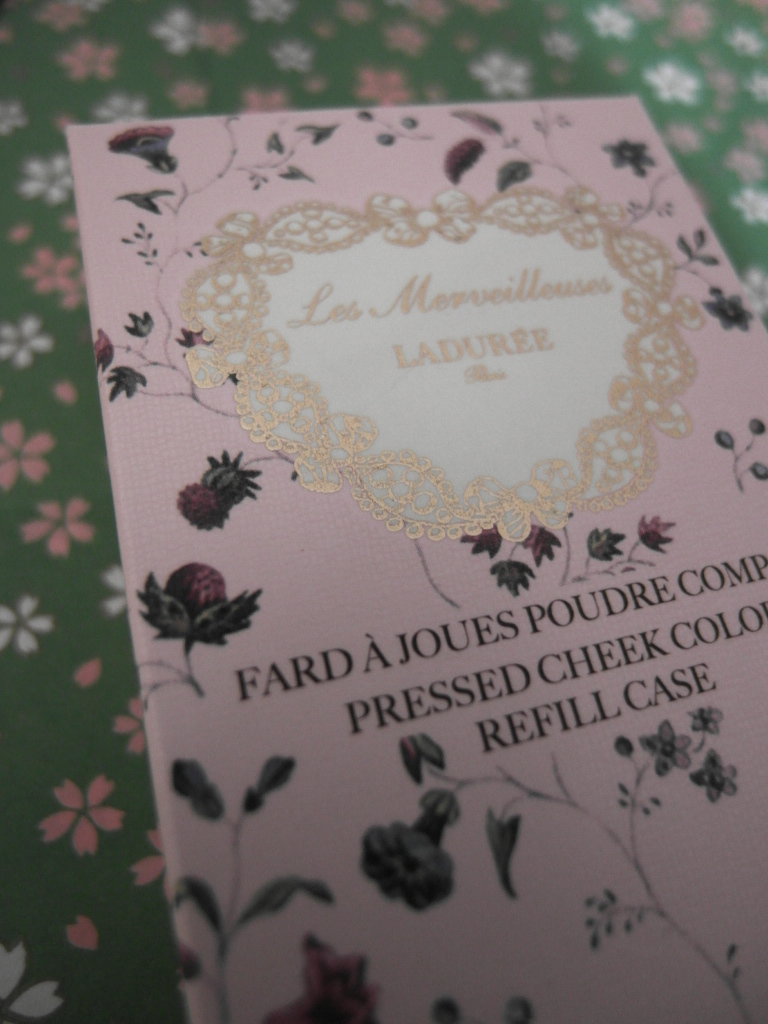 Les Merveilleuses
LADURÉE
Paris
FARD À JOUES POUDRE COMP
PRESSED CHEEK COLO
REFILL CASE